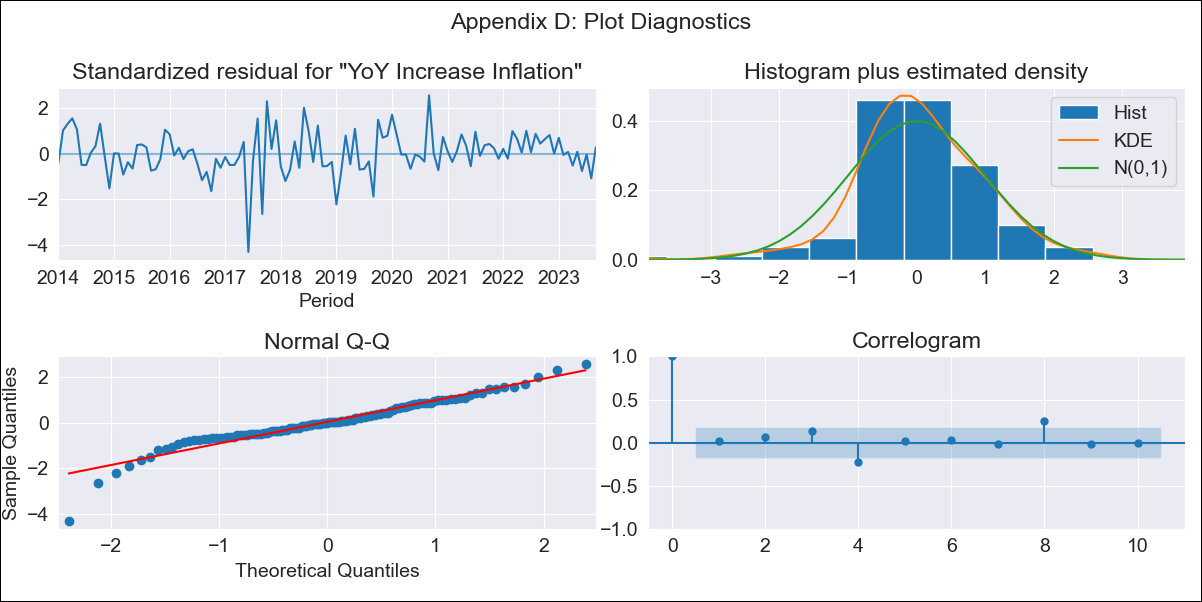 Appendix D: Plot Diagnostics
Standardized residual for "YoY Increase Inflation"
2
0
−2
−4
2014 2015 2016 2017 2018 2019 2020 2021 2022 2023
Period
Histogram plus estimated density
Hist
KDE
N(0,1)
0.4
0.2
0.0
−3 −2 −1 0 1 2 3
Normal Q-Q
Sample Quantiles
2
0
−2
−4
−2 −1 0 1 2
Theoretical Quantiles
Correlogram
1.0
0.5
0.0
−0.5
−1.0
0 2 4 6 8 10